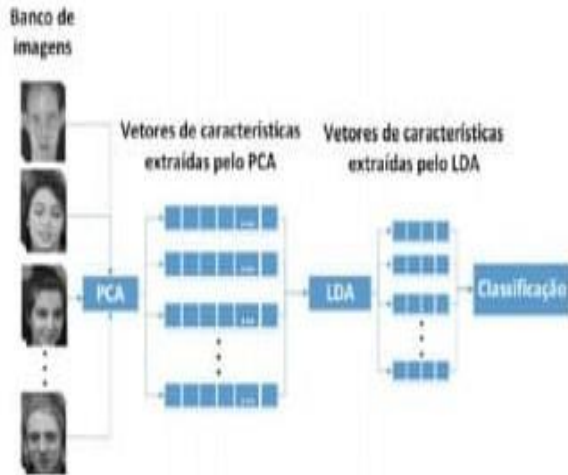 Banco de
imagens
Vetores de características
extraídas pelo PCA
Vetores de características
extraídas pelo LDA
...
...
...
...
PCA
LDA
Classificação